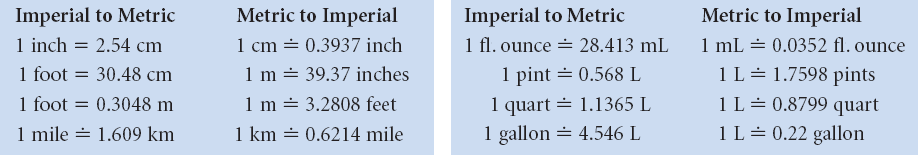 Imperial to Metric Metric to Imperial
1 inch = 2.54 cm 1 cm ≐ 0.3937 inch
1 foot = 30.48 cm 1 m ≐ 39.37 inches
1 foot = 0.3048 m 1 m ≐ 3.2808 feet
1 mile ≐ 1.609 km 1 km ≐ 0.6214 mile
Imperial to Metric Metric to Imperial
1 fl. ounce ≐ 28.413 mL 1 mL ≐ 0.0352 fl. ounce
1 pint ≐ 0.568 L 1 L ≐ 1.7598 pints
1 quart ≐ 1.1365 L 1 L ≐ 0.8799 quart
1 gallon ≐ 4.546 L 1 L ≐ 0.22 gallon